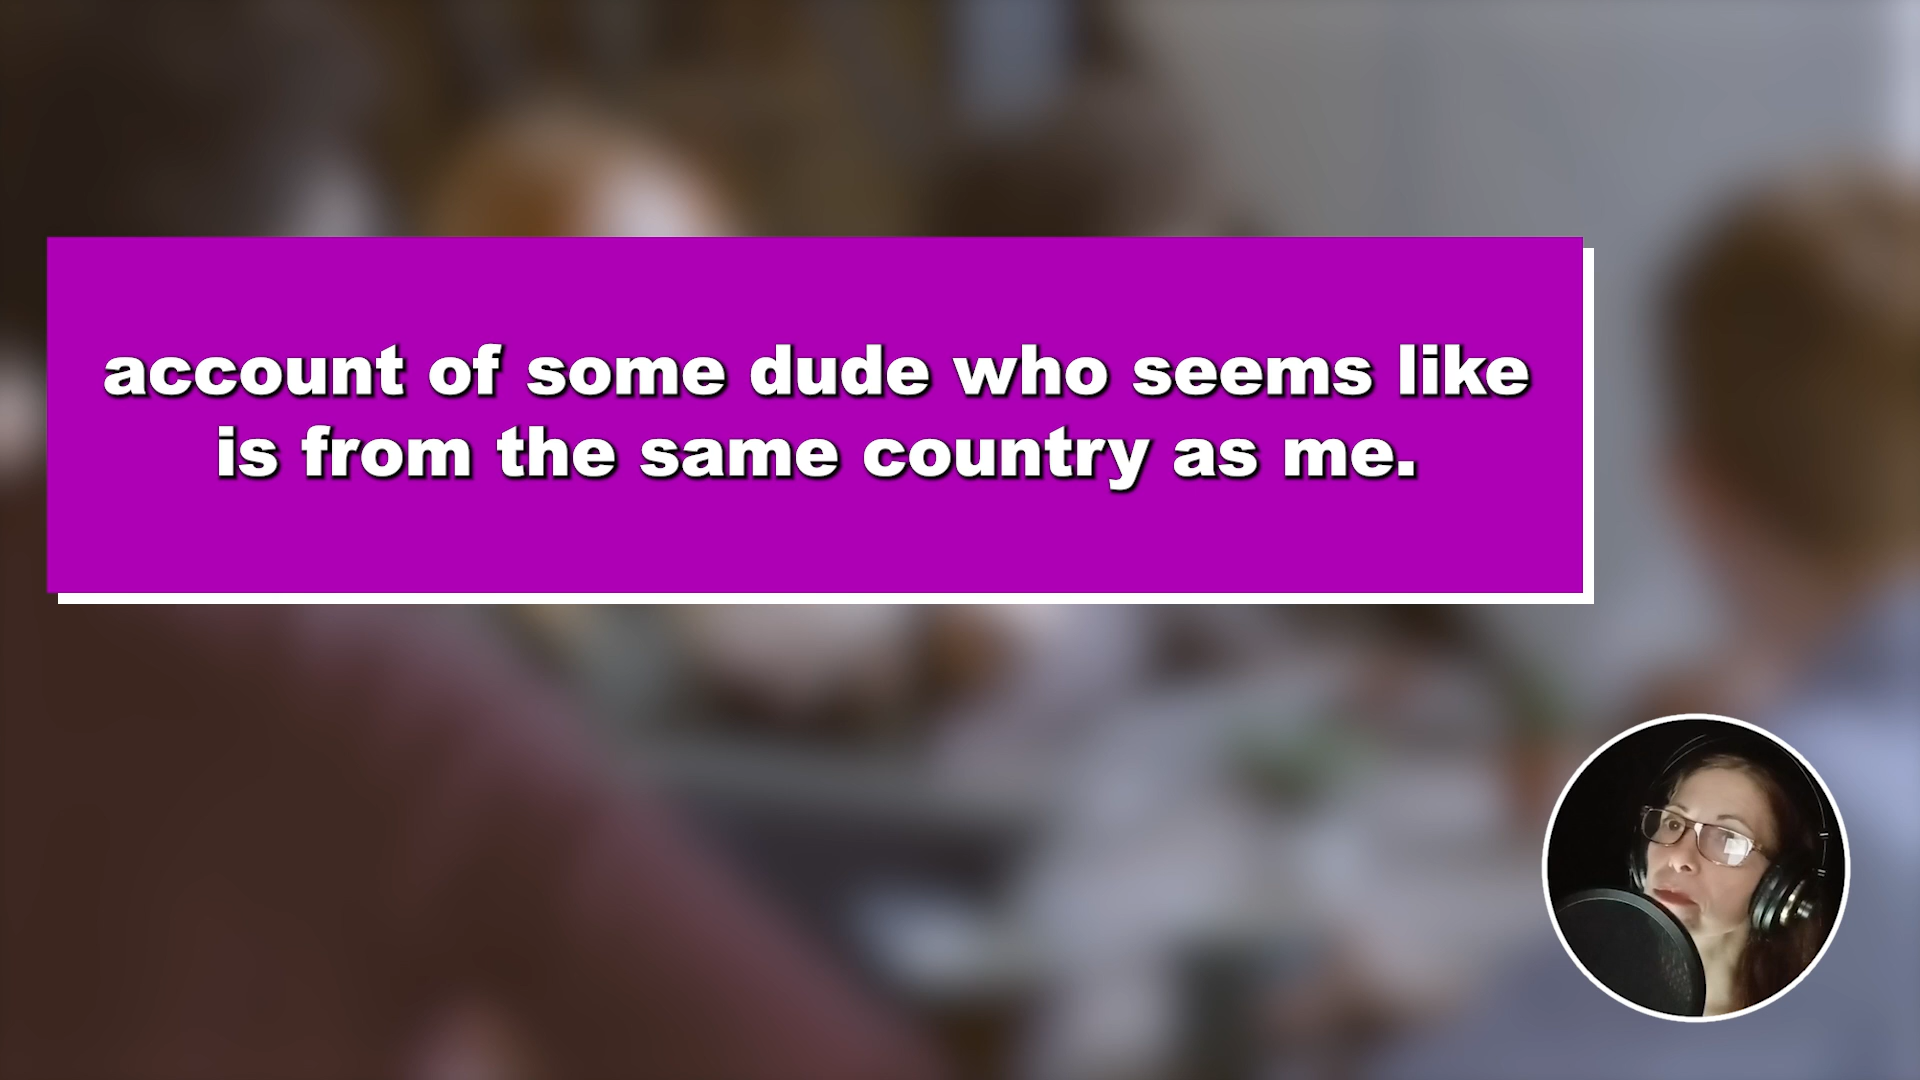 account of some dude who seems like
is from the same country as me.